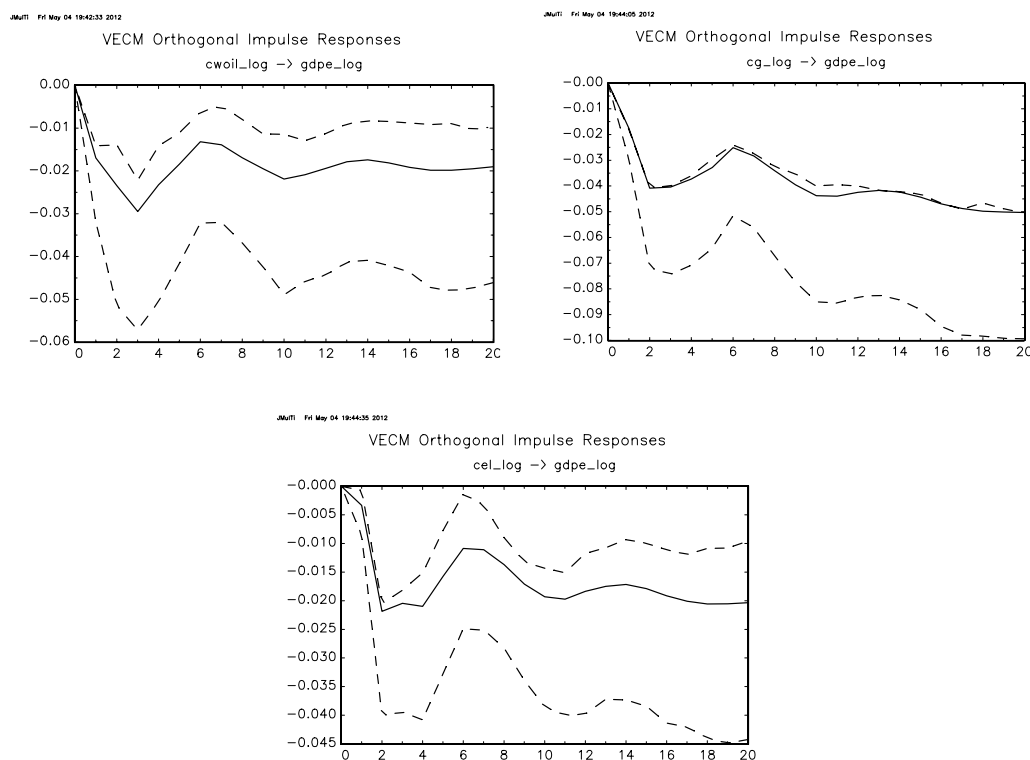 JMulTi Fri May 04 19:42:33 2012
VECM Orthogonal Impulse Responses
cwoil_log -> gdpe_log
0.00
-0.01
-0.02
-0.03
-0.04
-0.05
-0.06
0 2 4 6 8 10 12 14 16 18 20
JMulTi Fri May 04 19:44:05 2012
VECM Orthogonal Impulse Responses
cg_log -> gdpe_log
-0.00
-0.01
-0.02
-0.03
-0.04
-0.05
-0.06
-0.07
-0.08
-0.09
-0.10
0 2 4 6 8 10 12 14 16 18 20
JMulTi Fri May 04 19:44:35 2012
VECM Orthogonal Impulse Responses
cel_log -> gdpe_log
-0.000
-0.005
-0.010
-0.015
-0.020
-0.025
-0.030
-0.035
-0.040
-0.045
0 2 4 6 8 10 12 14 16 18 20